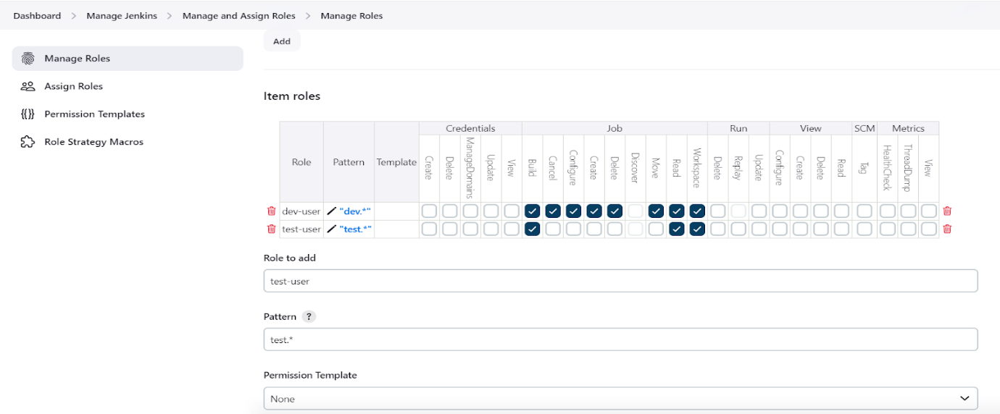 Dashboard > Manage Jenkins > Manage and Assign Roles > Manage Roles
Add
Manage Roles
Assign Roles
Permission Templates
Role Strategy Macros
Item roles
Credentials Job Run View SCM Metrics
Role Pattern Template Create Delete ManageDomains Update View Build Cancel Configure Create Delete Discover Move Read Workspace Delete Replay Update Configure Create Delete Read Tag HealthCheck ThreadDump View
dev-user "dev.*"
test-user "test.*"
Role to add
test-user
Pattern ?
test.*
Permission Template
None